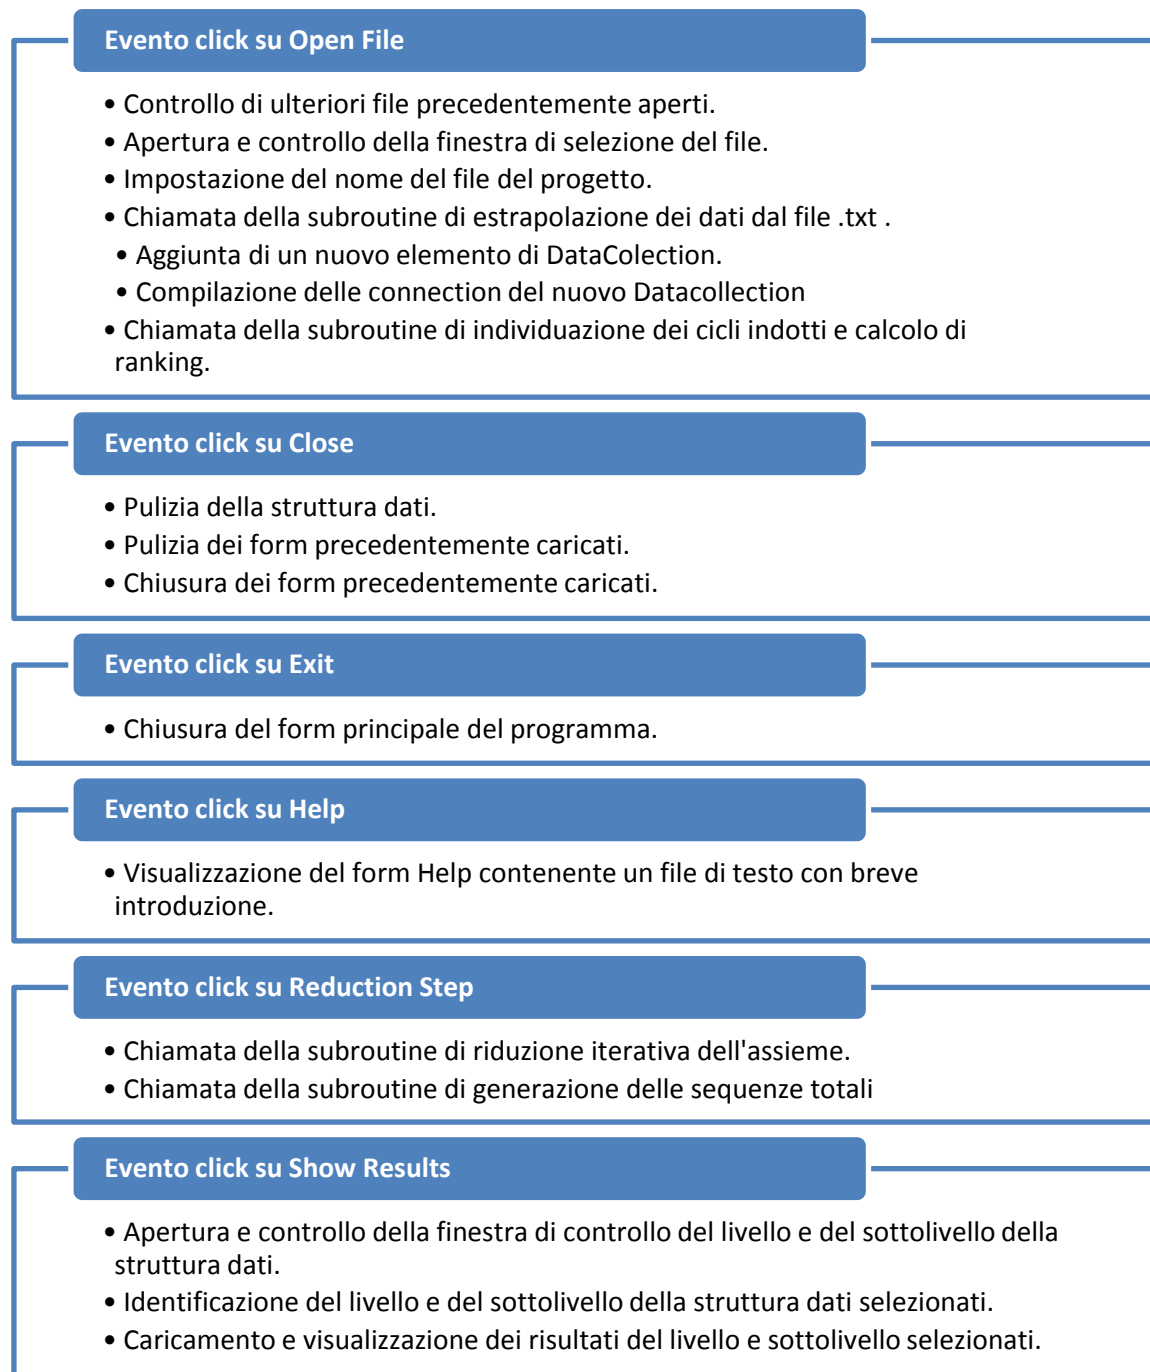 Evento click su Open File
• Controllo di ulteriori file precedentemente aperti.
• Apertura e controllo della finestra di selezione del file.
• Impostazione del nome del file del progetto.
• Chiamata della subroutine di estrapolazione dei dati dal file .txt .
• Aggiunta di un nuovo elemento di DataColection.
• Compilazione delle connection del nuovo Datacollection
• Chiamata della subroutine di individuazione dei cicli indotti e calcolo di
ranking.
Evento click su Close
• Pulizia della struttura dati.
• Pulizia dei form precedentemente caricati.
• Chiusura dei form precedentemente caricati.
Evento click su Exit
• Chiusura del form principale del programma.
Evento click su Help
• Visualizzazione del form Help contenente un file di testo con breve
introduzione.
Evento click su Reduction Step
• Chiamata della subroutine di riduzione iterativa dell'assieme.
• Chiamata della subroutine di generazione delle sequenze totali
Evento click su Show Results
• Apertura e controllo della finestra di controllo del livello e del sottolivello della
struttura dati.
• Identificazione del livello e del sottolivello della struttura dati selezionati.
• Caricamento e visualizzazione dei risultati del livello e sottolivello selezionati.